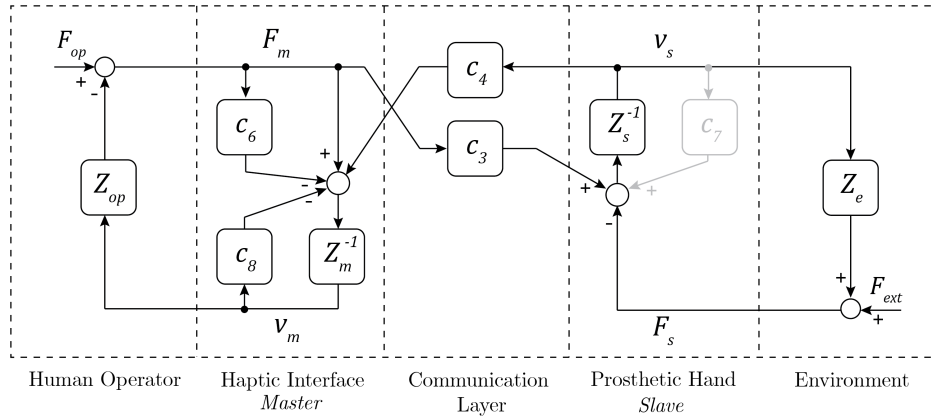 F_op F_m v_s
+
-
c_4
c_6 Z_s^-1 c_7
c_3
+
Z_op - + +
- Z_e
-
c_8 Z_m^-1
+ F_ext
+
v_m F_s
Human Operator Haptic Interface Communication Prosthetic Hand Environment
Master Layer Slave